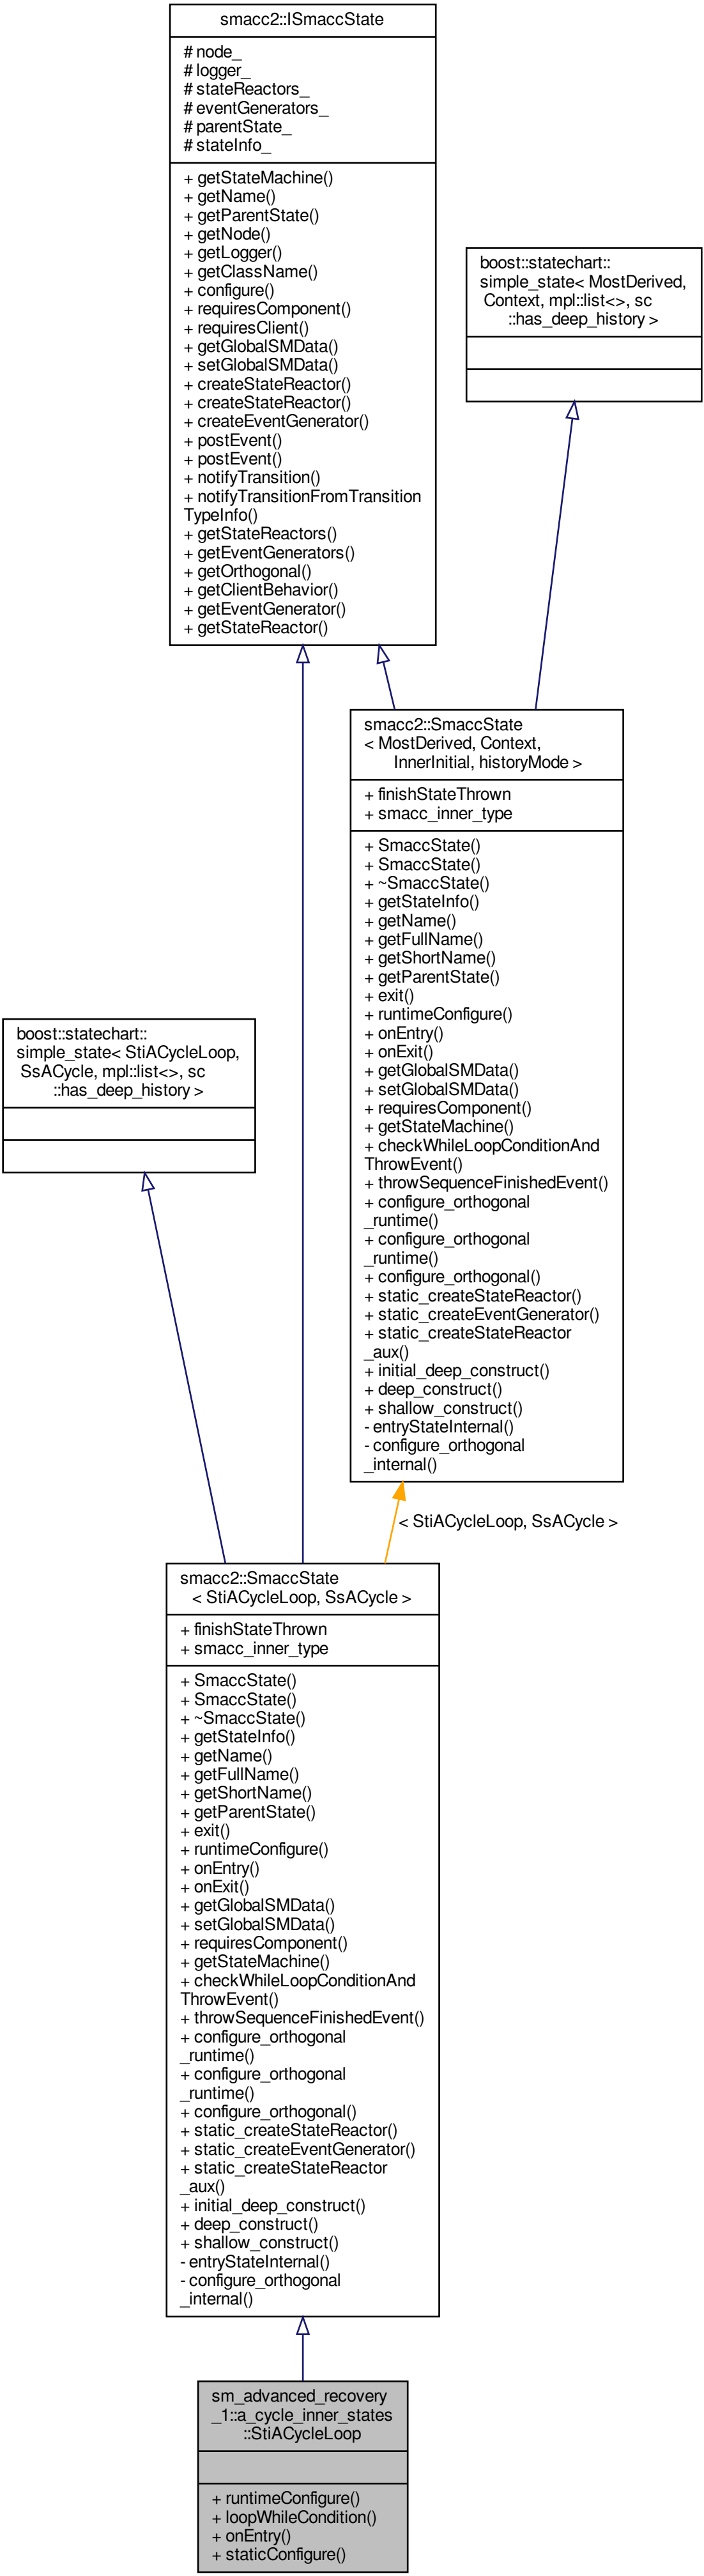 smacc2::ISmaccState
# node_
# logger_
# stateReactors_
# eventGenerators_
# parentState_
# stateInfo_
+ getStateMachine()
+ getName()
+ getParentState()
+ getNode()
+ getLogger()
+ getClassName()
+ configure()
+ requiresComponent()
+ requiresClient()
+ getGlobalSMData()
+ setGlobalSMData()
+ createStateReactor()
+ createStateReactor()
+ createEventGenerator()
+ postEvent()
+ postEvent()
+ notifyTransition()
+ notifyTransitionFromTransition
TypeInfo()
+ getStateReactors()
+ getEventGenerators()
+ getOrthogonal()
+ getClientBehavior()
+ getEventGenerator()
+ getStateReactor()
boost::statechart::
simple_state< MostDerived,
Context, mpl::list<>, sc
::has_deep_history >
smacc2::SmaccState
< MostDerived, Context,
InnerInitial, historyMode >
+ finishStateThrown
+ smacc_inner_type
+ SmaccState()
+ SmaccState()
+ ~SmaccState()
+ getStateInfo()
+ getName()
+ getFullName()
+ getShortName()
+ getParentState()
+ exit()
+ runtimeConfigure()
+ onEntry()
+ onExit()
+ getGlobalSMData()
+ setGlobalSMData()
+ requiresComponent()
+ getStateMachine()
+ checkWhileLoopConditionAnd
ThrowEvent()
+ throwSequenceFinishedEvent()
+ configure_orthogonal
_runtime()
+ configure_orthogonal
_runtime()
+ configure_orthogonal()
+ static_createStateReactor()
+ static_createEventGenerator()
+ static_createStateReactor
_aux()
+ initial_deep_construct()
+ deep_construct()
+ shallow_construct()
- entryStateInternal()
- configure_orthogonal
_internal()
boost::statechart::
simple_state< StiACycleLoop,
SsACycle, mpl::list<>, sc
::has_deep_history >
< StiACycleLoop, SsACycle >
smacc2::SmaccState
< StiACycleLoop, SsACycle >
+ finishStateThrown
+ smacc_inner_type
+ SmaccState()
+ SmaccState()
+ ~SmaccState()
+ getStateInfo()
+ getName()
+ getFullName()
+ getShortName()
+ getParentState()
+ exit()
+ runtimeConfigure()
+ onEntry()
+ onExit()
+ getGlobalSMData()
+ setGlobalSMData()
+ requiresComponent()
+ getStateMachine()
+ checkWhileLoopConditionAnd
ThrowEvent()
+ throwSequenceFinishedEvent()
+ configure_orthogonal
_runtime()
+ configure_orthogonal
_runtime()
+ configure_orthogonal()
+ static_createStateReactor()
+ static_createEventGenerator()
+ static_createStateReactor
_aux()
+ initial_deep_construct()
+ deep_construct()
+ shallow_construct()
- entryStateInternal()
- configure_orthogonal
_internal()
sm_advanced_recovery
_1::a_cycle_inner_states
::StiACycleLoop
+ runtimeConfigure()
+ loopWhileCondition()
+ onEntry()
+ staticConfigure()